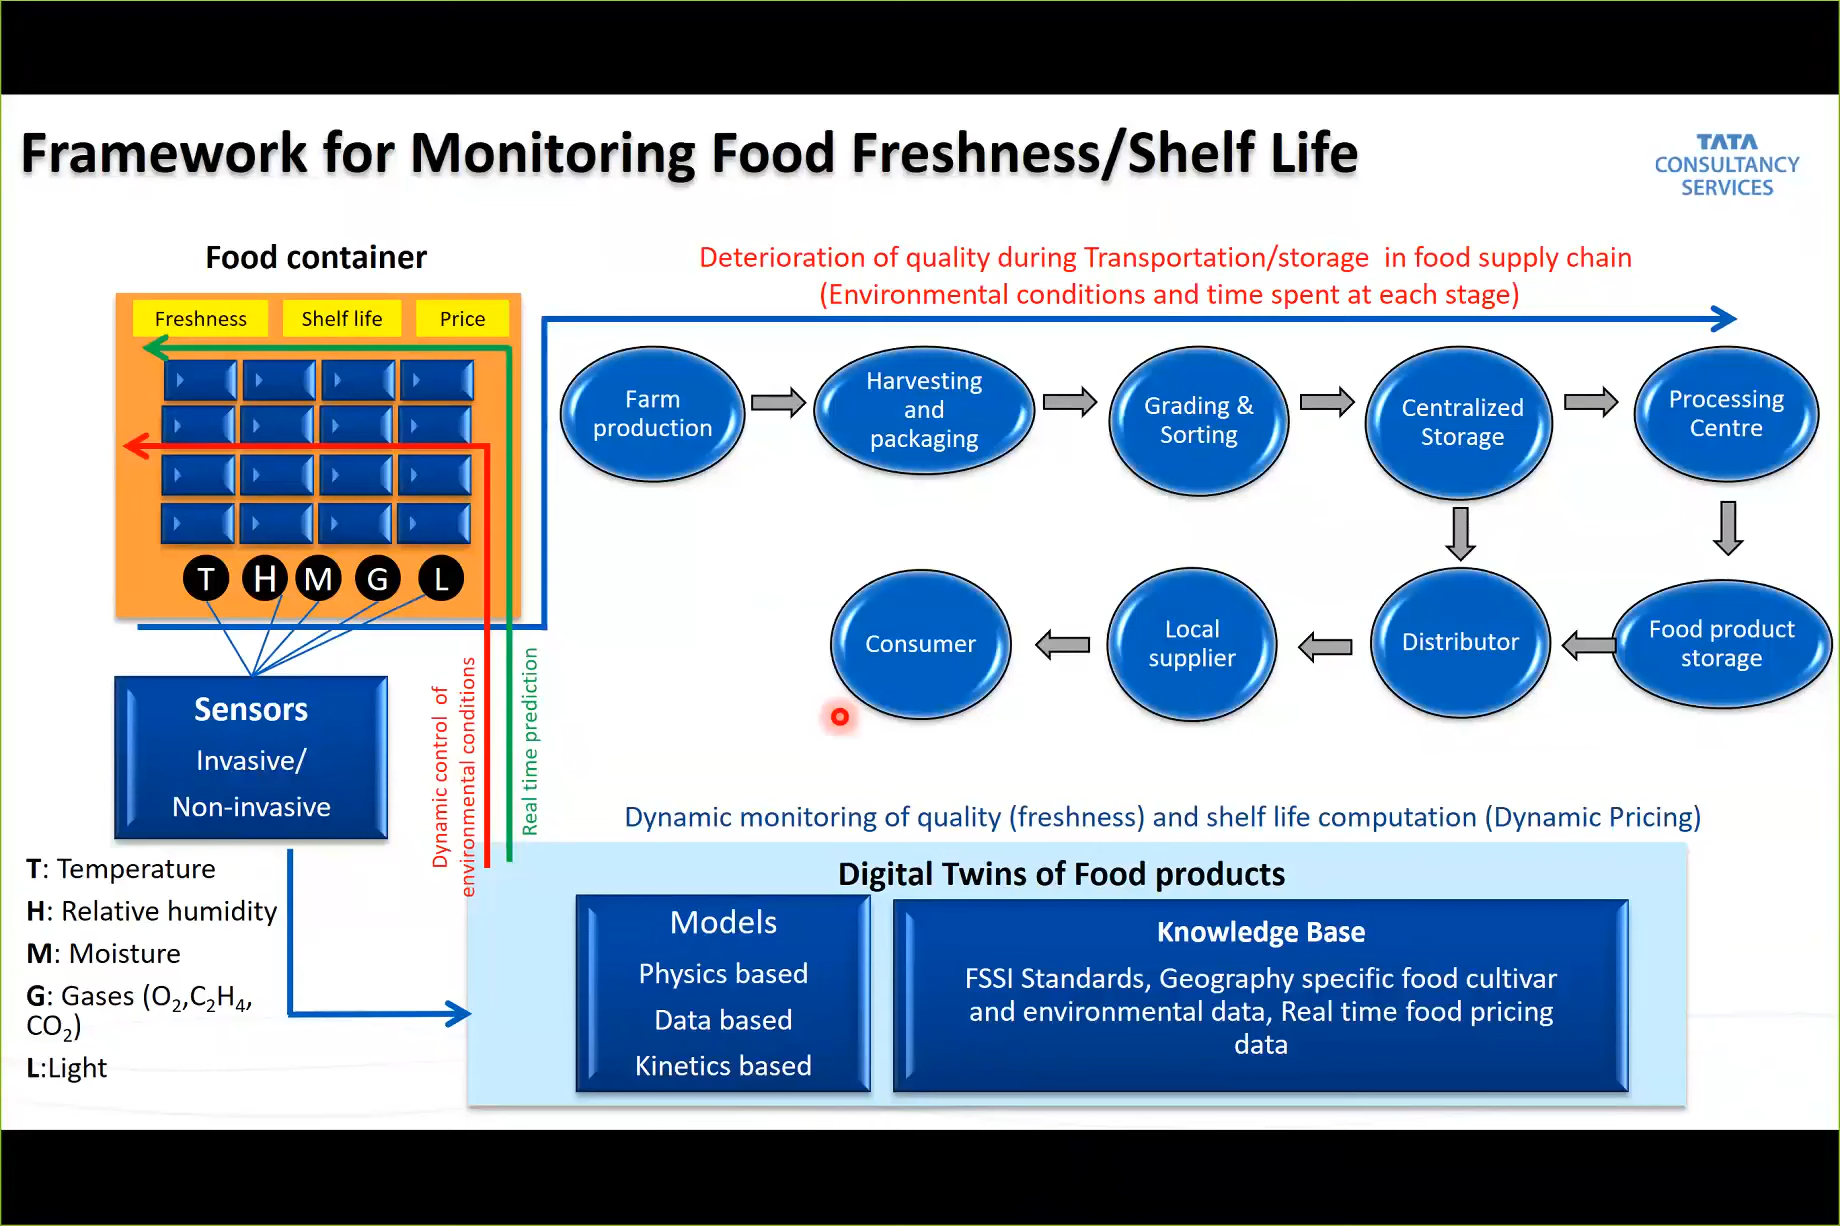 Framework for Monitoring Food Freshness/Shelf Life
TATA
CONSULTANCY
SERVICES
Food container
Freshness
Shelf life
Price
T
H
M
G
L
Deterioration of quality during Transportation/storage in food supply chain
(Environmental conditions and time spent at each stage)
Farm
production
Harvesting
and
packaging
Grading &
Sorting
Centralized
Storage
Processing
Centre
Consumer
Local
supplier
Distributor
Food product
storage
Sensors
Invasive/
Non-invasive
Dynamic control of
environmental conditions
Real time prediction
T: Temperature
H: Relative humidity
M: Moisture
G: Gases (O2,C2H4,
CO2)
L:Light
Dynamic monitoring of quality (freshness) and shelf life computation (Dynamic Pricing)
Digital Twins of Food products
Models
Physics based
Data based
Kinetics based
Knowledge Base
FSSI Standards, Geography specific food cultivar
and environmental data, Real time food pricing
data